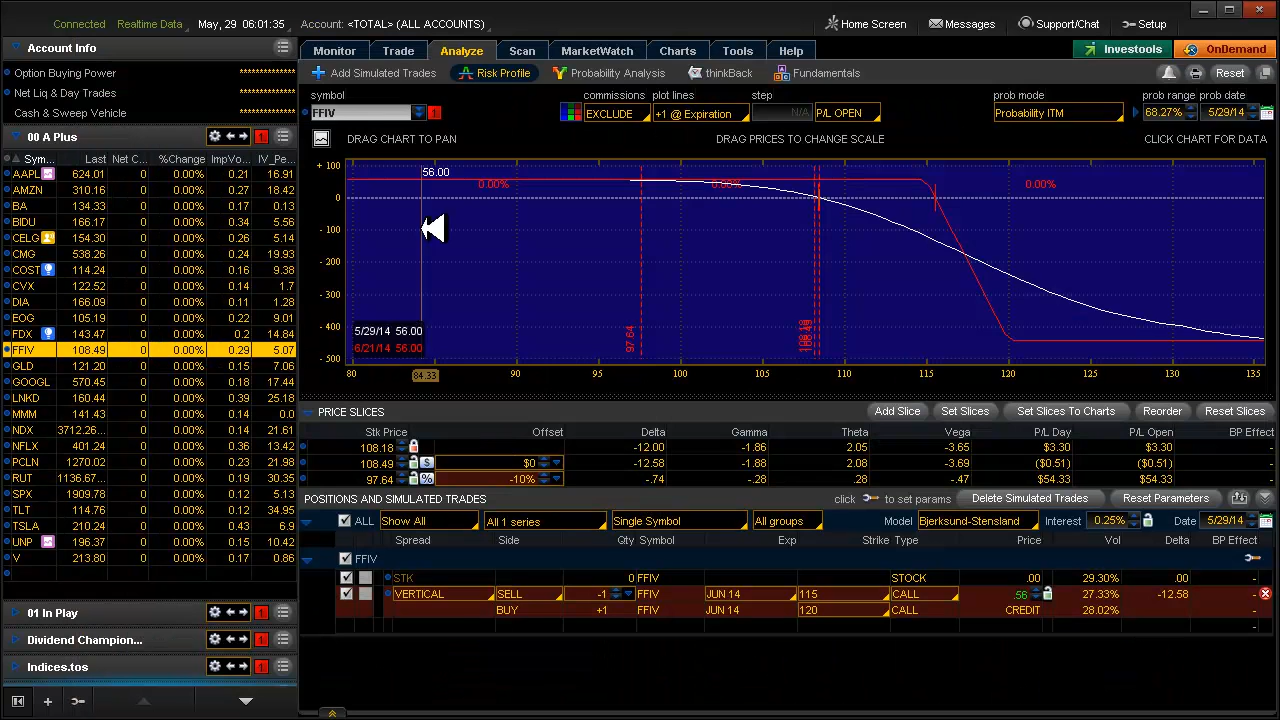 Connected Realtime Data May, 29 06:01:35 Account: <TOTAL> (ALL ACCOUNTS) Home Screen Messages Support/Chat Setup
Account Info
Option Buying Power **************
Net Liq & Day Trades **************
Cash & Sweep Vehicle **************
00 A Plus 1
Sym... Last Net C... %Change ImpVo... IV_Pe...
AAPL 624.01 0 0.00% 0.21 16.91
AMZN 310.16 0 0.00% 0.27 18.42
BA 134.33 0 0.00% 0.17 0.13
BIDU 166.17 0 0.00% 0.34 5.56
CELG 154.30 0 0.00% 0.26 5.14
CMG 538.26 0 0.00% 0.24 19.93
COST 114.24 0 0.00% 0.16 9.38
CVX 122.52 0 0.00% 0.14 1.7
DIA 166.09 0 0.00% 0.11 1.28
EOG 105.19 0 0.00% 0.22 9.01
FDX 143.47 0 0.00% 0.2 14.84
FFIV 108.49 0 0.00% 0.29 5.07
GLD 121.20 0 0.00% 0.15 7.06
GOOGL 570.45 0 0.00% 0.18 17.44
LNKD 160.44 0 0.00% 0.39 25.18
MMM 141.43 0 0.00% 0.14 0.0
NDX 3712.26... 0 0.00% 0.14 21.61
NFLX 401.24 0 0.00% 0.36 13.42
PCLN 1270.02 0 0.00% 0.23 21.98
RUT 1136.67... 0 0.00% 0.19 30.35
SPX 1909.78 0 0.00% 0.12 5.13
TLT 114.76 0 0.00% 0.12 34.95
TSLA 210.24 0 0.00% 0.43 6.9
UNP 196.37 0 0.00% 0.15 10.42
V 213.80 0 0.00% 0.17 0.86
01 In Play 1
Dividend Champion... 1
Indices.tos 1
Monitor Trade Analyze Scan MarketWatch Charts Tools Help Investools OnDemand
Add Simulated Trades Risk Profile Probability Analysis thinkBack Fundamentals Reset
symbol commissions plot lines step prob mode prob range prob date
FFIV 1 EXCLUDE +1 @ Expiration N/A P/L OPEN Probability ITM 68.27% 5/29/14
DRAG CHART TO PAN DRAG PRICES TO CHANGE SCALE CLICK CHART FOR DATA
+ 100
56.00
0.00% 0.00% 0.00%
0
- 100
- 200
- 300
- 400
- 500
5/29/14 56.00
6/21/14 56.00
97.64 108.18 108.49
80 84.33 90 95 100 105 110 115 120 125 130 135
PRICE SLICES Add Slice Set Slices Set Slices To Charts Reorder Reset Slices
Stk Price Offset Delta Gamma Theta Vega P/L Day P/L Open BP Effect
108.18 -12.00 -1.86 2.05 -3.65 $3.30 $3.30
108.49 $ $0 -12.58 -1.88 2.08 -3.69 ($0.51) ($0.51)
97.64 % -10% -.74 -.28 .28 -.47 $54.33 $54.33
POSITIONS AND SIMULATED TRADES click to set params Delete Simulated Trades Reset Parameters
ALL Show All All 1 series Single Symbol All groups Model Bjerksund-Stensland Interest 0.25% Date 5/29/14
Spread Side Qty Symbol Exp Strike Type Price Vol Delta BP Effect
FFIV
STK 0 FFIV STOCK .00 29.30% .00 -
VERTICAL SELL -1 FFIV JUN 14 115 CALL .56 27.33% -12.58 -
BUY +1 FFIV JUN 14 120 CALL CREDIT 28.02% -
-